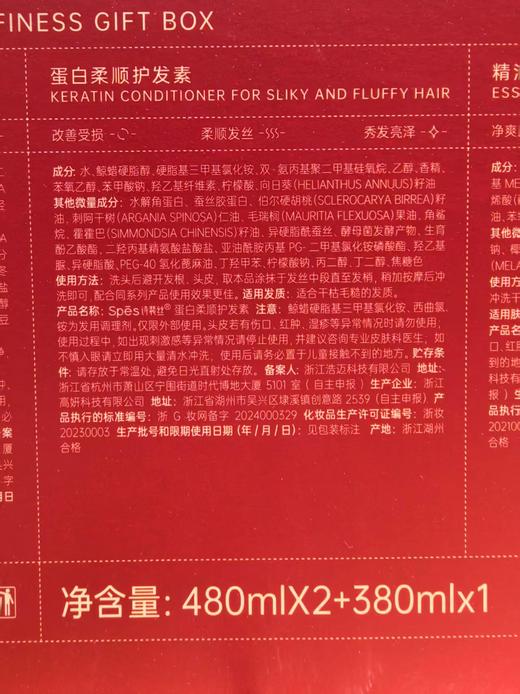 FINESS GIFT BOX
蛋白柔顺护发素
KERATIN CONDITIONER FOR SLIKY AND FLUFFY HAIR
改善受损
柔顺发丝
秀发亮泽
成分: 水、鲸蜡硬脂醇、硬脂基三甲基氯化铵、双-氨丙基聚二甲基硅氧烷、乙醇、香精、
苯氧乙醇、苯甲酸钠、羟乙基纤维素、柠檬酸、向日葵(HELIANTHUS ANNUUS)籽油
其他微量成分: 水解角蛋白、蚕丝胶蛋白、伯尔硬胡桃(SCLEROCARYA BIRREA)籽
油、刺阿干树(ARGANIA SPINOSA)仁油、毛瑞榈(MAURITIA FLEXUOSA)果油、角鲨
烷、霍霍巴(SIMMONDSIA CHINENSIS)籽油、异硬脂酰蚕丝、酵母菌发酵产物、生育
酚乙酸酯、二羟丙基精氨酸盐酸盐、亚油酰胺丙基 PG-二甲基氯化铵磷酸酯、羟乙基
脲、异硬脂酸、PEG-40 氢化蓖麻油、丁羟甲苯、柠檬酸钠、丙二醇、丁二醇、焦糖色
使用方法: 洗头后避开发根、头皮，取本品涂抹于发丝中段直至发梢，稍加按摩后冲
洗即可，配合同系列产品使用效果更佳。适用发质: 适合干枯毛糙的发质。
产品名称: Spēs 诗裴丝® 蛋白柔顺护发素 注意: 鲸蜡硬脂基三甲基氯化铵、西曲氯
铵为发用调理剂。仅限外部使用。头皮若有伤口、红肿、湿疹等异常情况时请勿使用;
使用过程中，如出现刺激感等异常情况请停止使用，并建议咨询专业皮肤科医生，如
不慎入眼请立即用大量清水冲洗; 使用后请务必置于儿童接触不到的地方。贮存条
件: 请存放于常温处，避免日光直射处存放。备案人: 浙江浩迈科技有限公司 地址:
浙江省杭州市萧山区宁围街道时代博地大厦 5101 室 (自主申报) 生产企业: 浙江
高妍科技有限公司 地址: 浙江省湖州市吴兴区埭溪镇创意路 2539 (自主申报) 产
品执行的标准编号: 浙 G 妆网备字 2024000329 化妆品生产许可证编号: 浙妆
20230003 生产批号和限期使用日期 (年 / 月 / 日): 见包装标注 产地: 浙江湖州
合格
净含量: 480mlX2+380mlx1